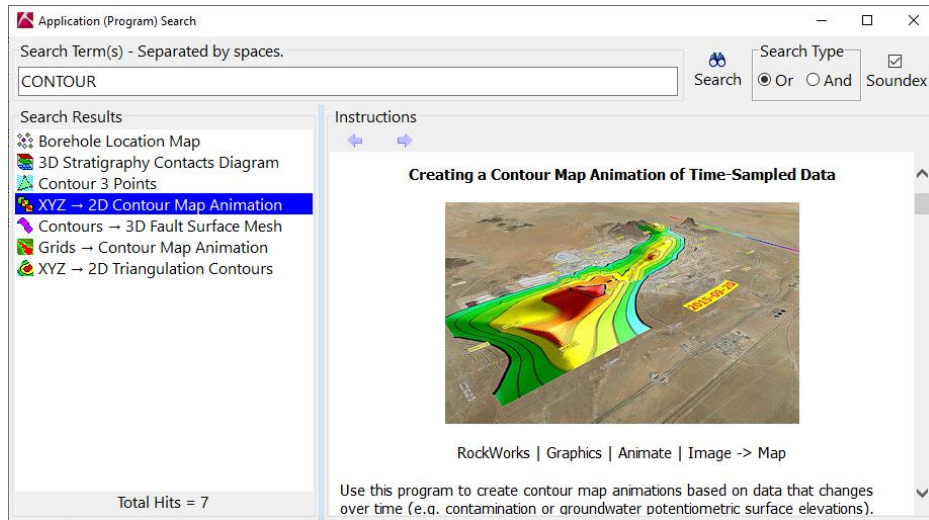 Application (Program) Search
Search Term(s) - Separated by spaces.
CONTOUR
Search
Search Type
Or And
Soundex
Search Results
Borehole Location Map
3D Stratigraphy Contacts Diagram
Contour 3 Points
XYZ → 2D Contour Map Animation
Contours → 3D Fault Surface Mesh
Grids → Contour Map Animation
XYZ → 2D Triangulation Contours
Total Hits = 7
Instructions
Creating a Contour Map Animation of Time-Sampled Data
2015-09-20
RockWorks | Graphics | Animate | Image -> Map
Use this program to create contour map animations based on data that changes
over time (e.g. contamination or groundwater potentiometric surface elevations).